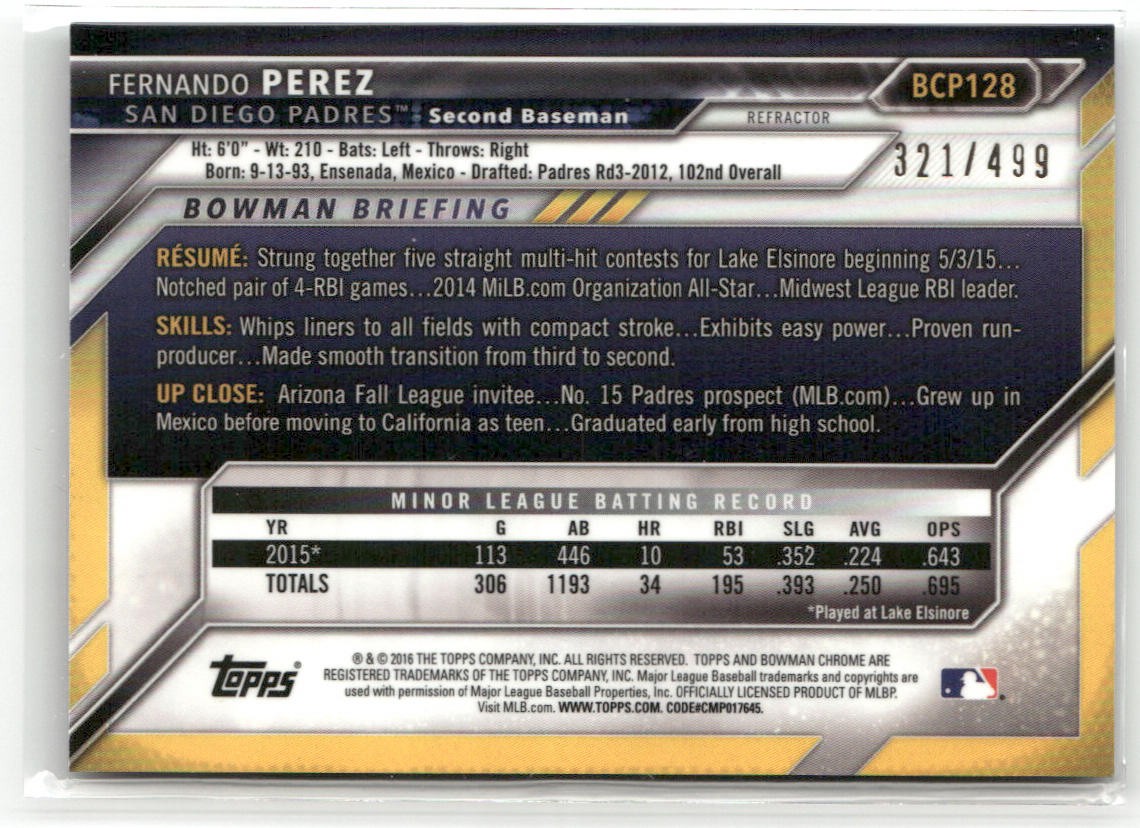 FERNANDO PEREZ
BCP128
SAN DIEGO PADRES™ Second Baseman
REFRACTOR
Ht: 6'0" - Wt: 210 - Bats: Left - Throws: Right
321/499
Born: 9-13-93, Ensenada, Mexico - Drafted: Padres Rd3-2012, 102nd Overall
BOWMAN BRIEFING
RÉSUMÉ: Strung together five straight multi-hit contests for Lake Elsinore beginning 5/3/15...
Notched pair of 4-RBI games...2014 MiLB.com Organization All-Star...Midwest League RBI leader.
SKILLS: Whips liners to all fields with compact stroke...Exhibits easy power...Proven run-
producer...Made smooth transition from third to second.
UP CLOSE: Arizona Fall League invitee...No. 15 Padres prospect (MLB.com)...Grew up in
Mexico before moving to California as teen...Graduated early from high school.
MINOR LEAGUE BATTING RECORD
YR G AB HR RBI SLG AVG OPS
2015* 113 446 10 53 .352 .224 .643
TOTALS 306 1193 34 195 .393 .250 .695
*Played at Lake Elsinore
topps®
® & © 2016 THE TOPPS COMPANY, INC. ALL RIGHTS RESERVED. TOPPS AND BOWMAN CHROME ARE
REGISTERED TRADEMARKS OF THE TOPPS COMPANY, INC. Major League Baseball trademarks and copyrights are
used with permission of Major League Baseball Properties, Inc. OFFICIALLY LICENSED PRODUCT OF MLBP.
Visit MLB.com. WWW.TOPPS.COM. CODE#CMP017645.